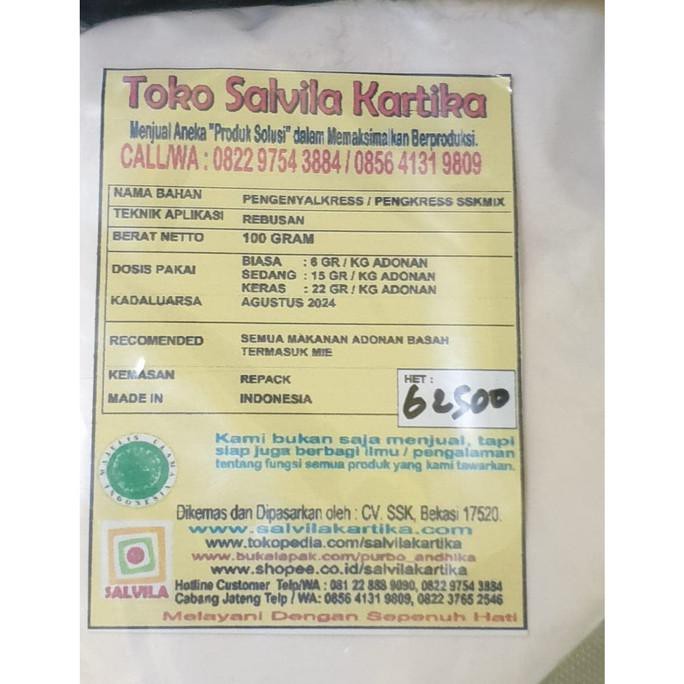 Toko Salvila Kartika
Menjual Aneka "Produk Solusi" dalam Memaksimalkan Berproduksi.
CALL/WA : 0822 9754 3884 / 0856 4131 9809
NAMA BAHAN PENGENYALKRESS / PENGKRESS SSKMIX
TEKNIK APLIKASI REBUSAN
BERAT NETTO 100 GRAM
DOSIS PAKAI BIASA : 6 GR / KG ADONAN
SEDANG : 15 GR / KG ADONAN
KERAS : 22 GR / KG ADONAN
KADALUARSA AGUSTUS 2024
RECOMENDED SEMUA MAKANAN ADONAN BASAH
TERMASUK MIE
KEMASAN REPACK
MADE IN INDONESIA
HET :
62500
Kami bukan saja menjual, tapi
siap juga berbagi ilmu / pengalaman
tentang fungsi semua produk yang kami tawarkan.
MAJELIS ULAMA INDONESIA
Dikemas dan Dipasarkan oleh : CV. SSK, Bekasi 17520.
www.salvilakartika.com
www.tokopedia.com/salvilakartika
www.bukalapak.com/purbo_andhika
www.shopee.co.id/salvilakartika
SALVILA
Hotline Customer Telp/WA : 081 22 888 9090, 0822 9754 3884
Cabang Jateng Telp / WA: 0856 4131 9809, 0822 3765 2546
Melayani Dengan Sepenuh Hati